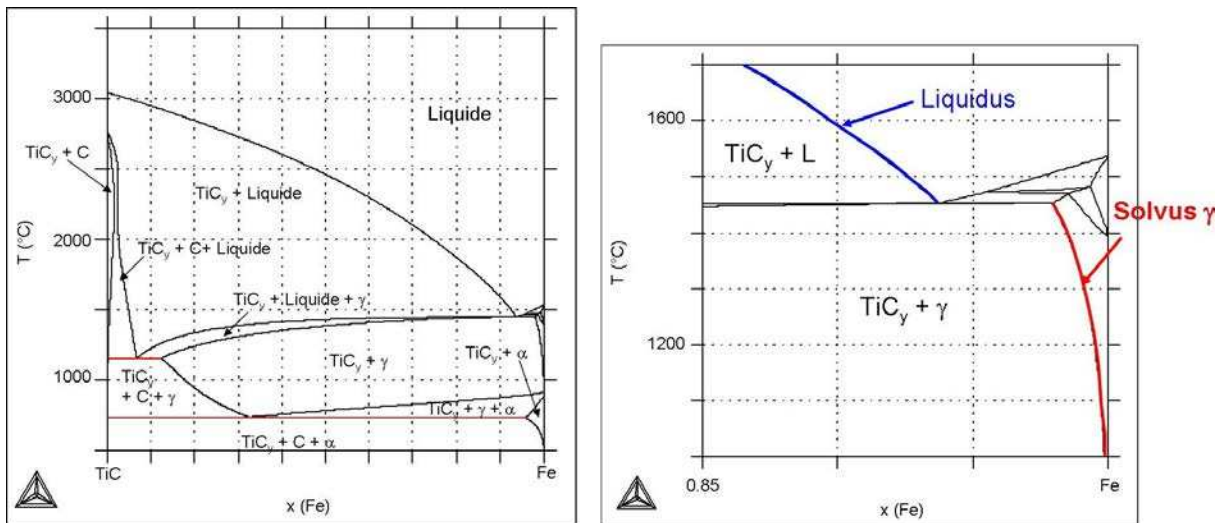 3000
Liquide
TiCy + C
TiCy + Liquide
T (°C)
2000
TiCy + C+ Liquide
TiCy + Liquide + γ
TiCy + γ
TiCy + α
1000
TiCy
+ C + γ
TiCy + γ + α
TiCy + C + α
TiC
Fe
x (Fe)
1600
Liquidus
TiCy + L
Solvus γ
T (°C)
TiCy + γ
1200
0.85
Fe
x (Fe)